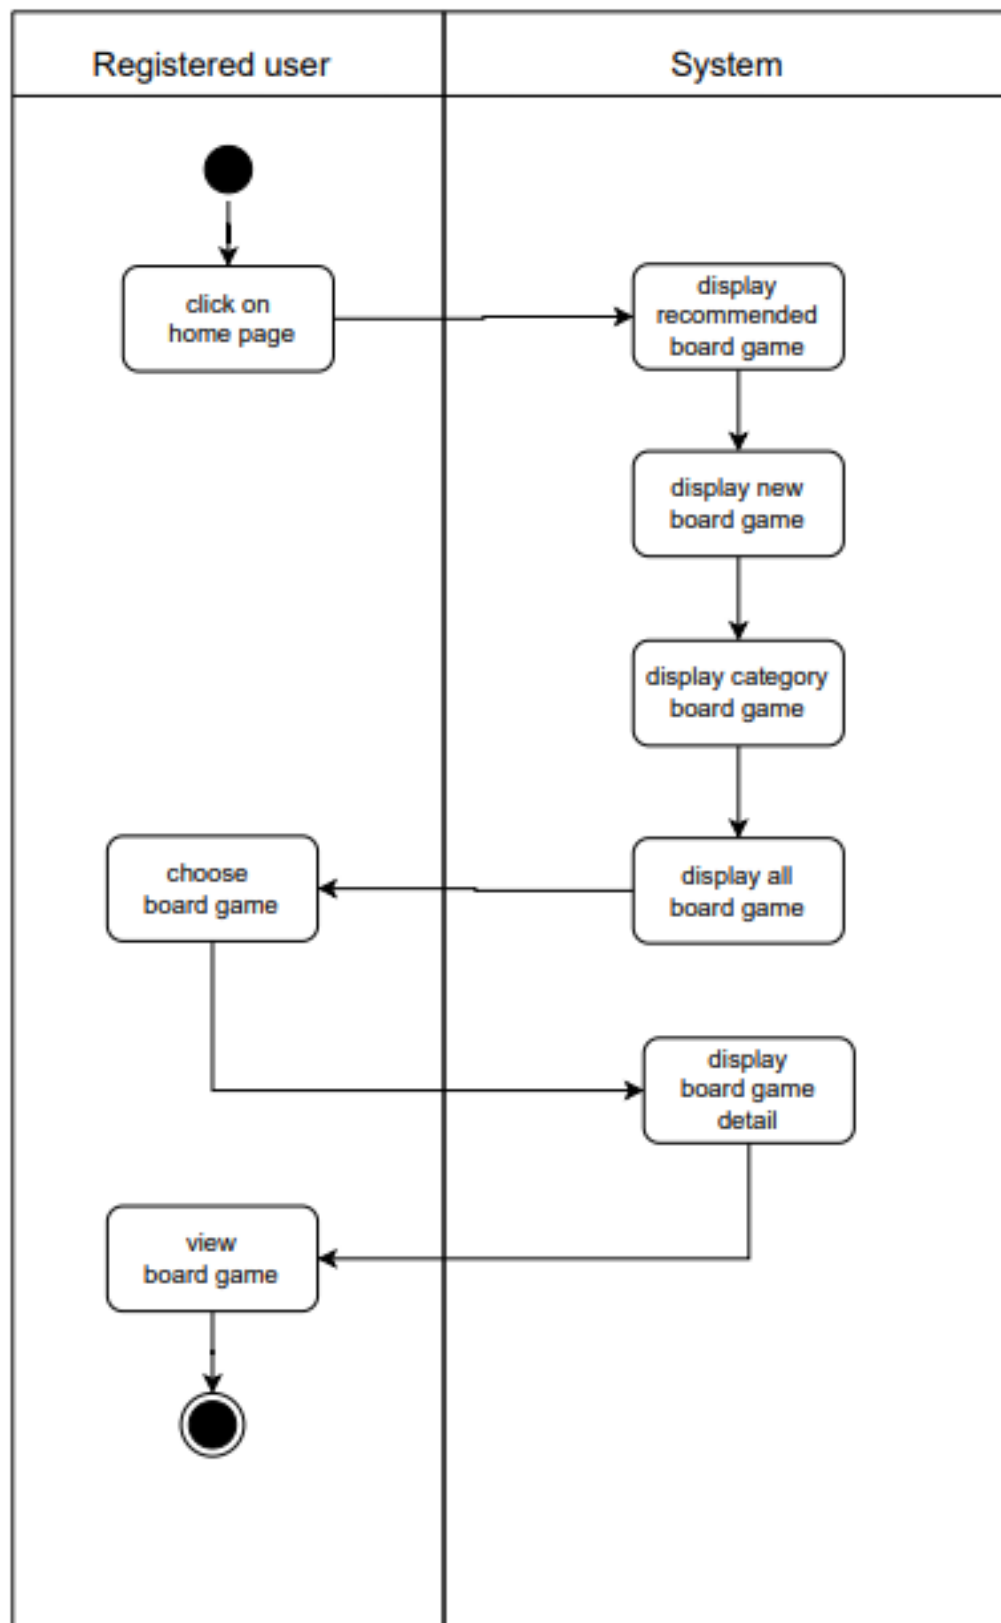 Registered user
System
click on
home page
display
recommended
board game
display new
board game
display category
board game
display all
board game
choose
board game
display
board game
detail
view
board game